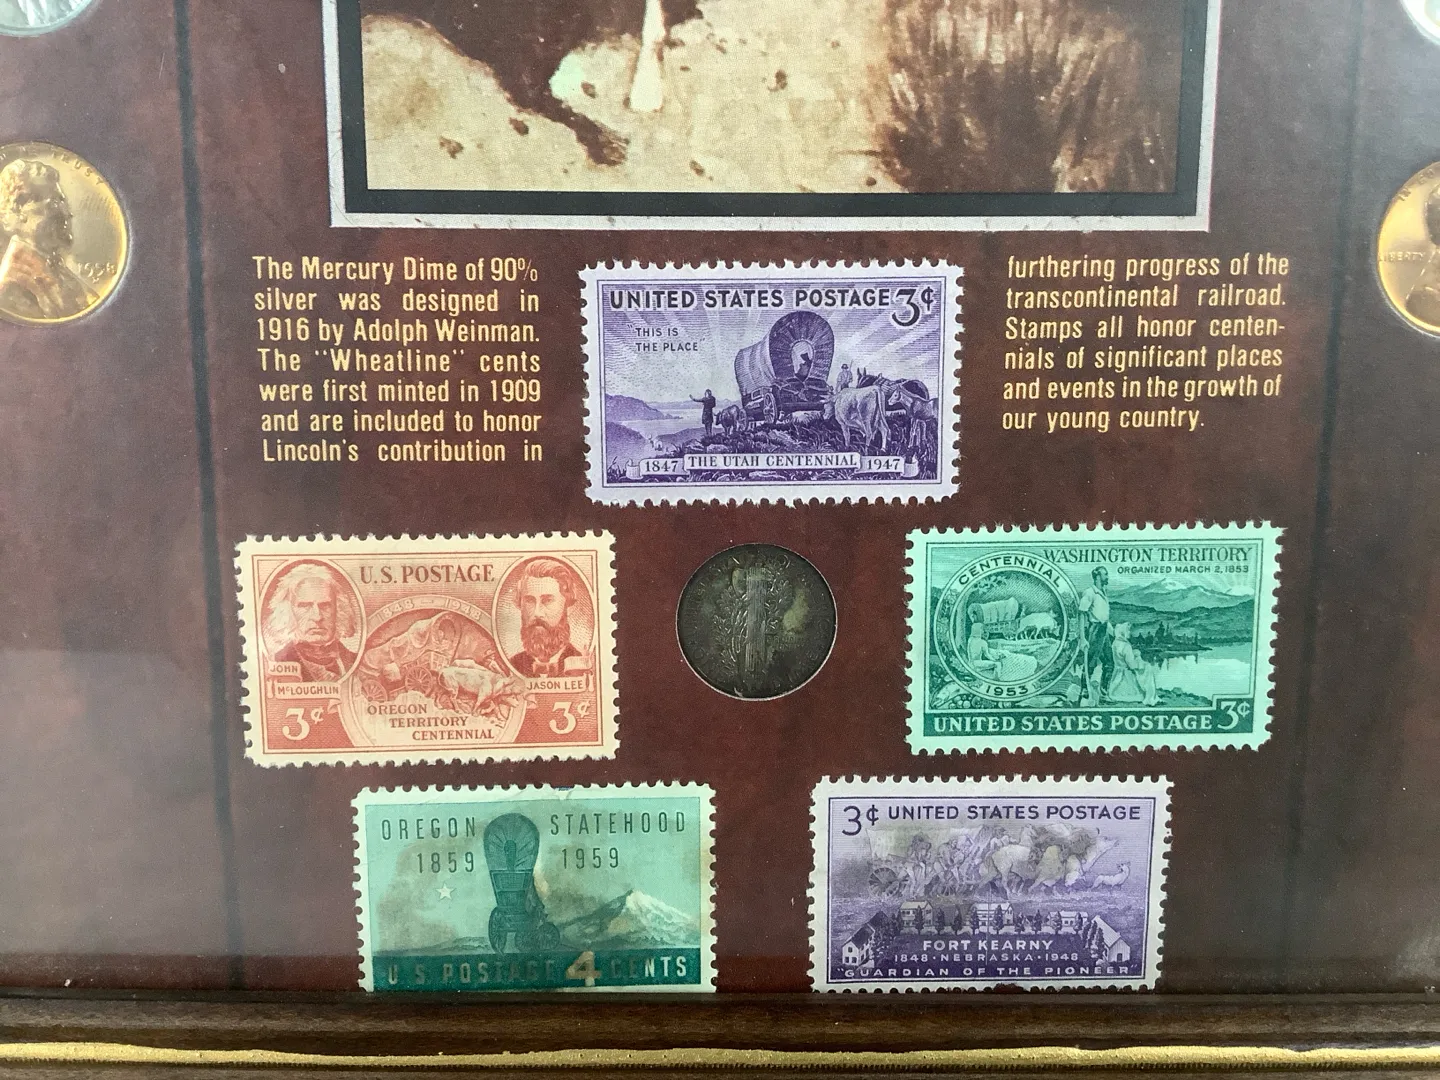 The Mercury Dime of 90%
silver was designed in
1916 by Adolph Weinman.
The "Wheatline" cents
were first minted in 1909
and are included to honor
Lincoln's contribution in
furthering progress of the
transcontinental railroad.
Stamps all honor centen-
nials of significant places
and events in the growth of
our young country.
UNITED STATES POSTAGE 3¢
"THIS IS
THE PLACE"
1847 THE UTAH CENTENNIAL 1947
U.S. POSTAGE
1848 – 1948
JOHN
McLOUGHLIN
JASON LEE
3¢
OREGON
TERRITORY
CENTENNIAL
3¢
CENTENNIAL
1953
WASHINGTON TERRITORY
ORGANIZED MARCH 2, 1853
UNITED STATES POSTAGE 3¢
OREGON STATEHOOD
1859 1959
U S POSTAGE 4 CENTS
3¢ UNITED STATES POSTAGE
FORT KEARNY
1848 · NEBRASKA · 1948
"GUARDIAN OF THE PIONEER"
TRUST
1958
LIBERTY